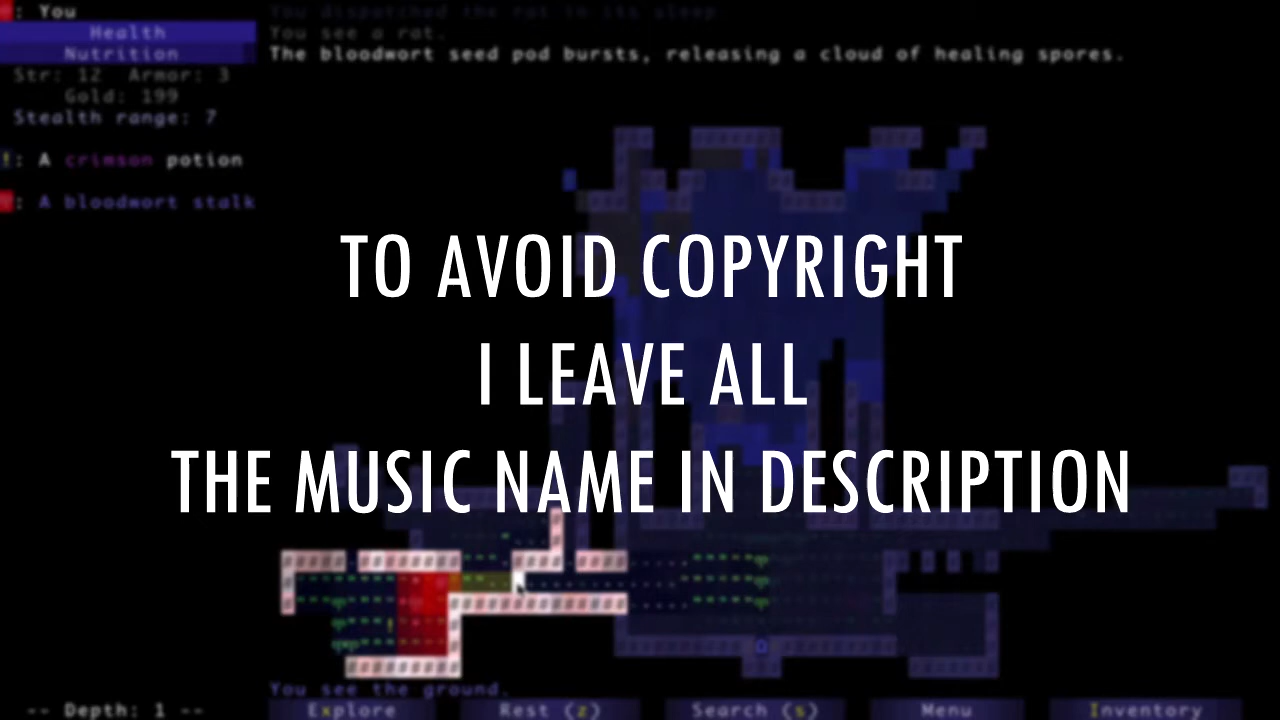 : You
Health
Nutrition
Str: 12 Armor: 3
Gold: 199
Stealth range: 7
!: A crimson potion
: A bloodwort stalk
You dispatched the rat in its sleep.
You see a rat.
The bloodwort seed pod bursts, releasing a cloud of healing spores.
TO AVOID COPYRIGHT
I LEAVE ALL
THE MUSIC NAME IN DESCRIPTION
You see the ground.
-- Depth: 1 --
Explore
Rest (z)
Search (s)
Menu
Inventory